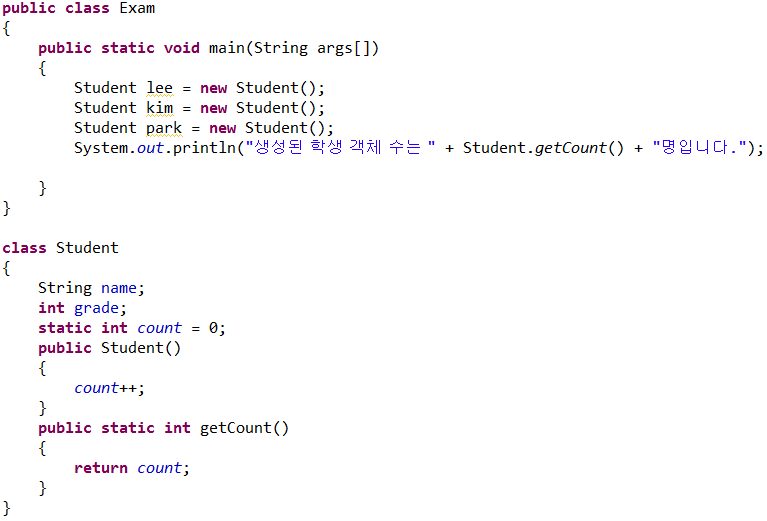 public class Exam
{
public static void main(String args[])
{
Student lee = new Student();
Student kim = new Student();
Student park = new Student();
System.out.println("생성된 학생 객체 수는 " + Student.getCount() + "명입니다.");
}
}
class Student
{
String name;
int grade;
static int count = 0;
public Student()
{
count++;
}
public static int getCount()
{
return count;
}
}